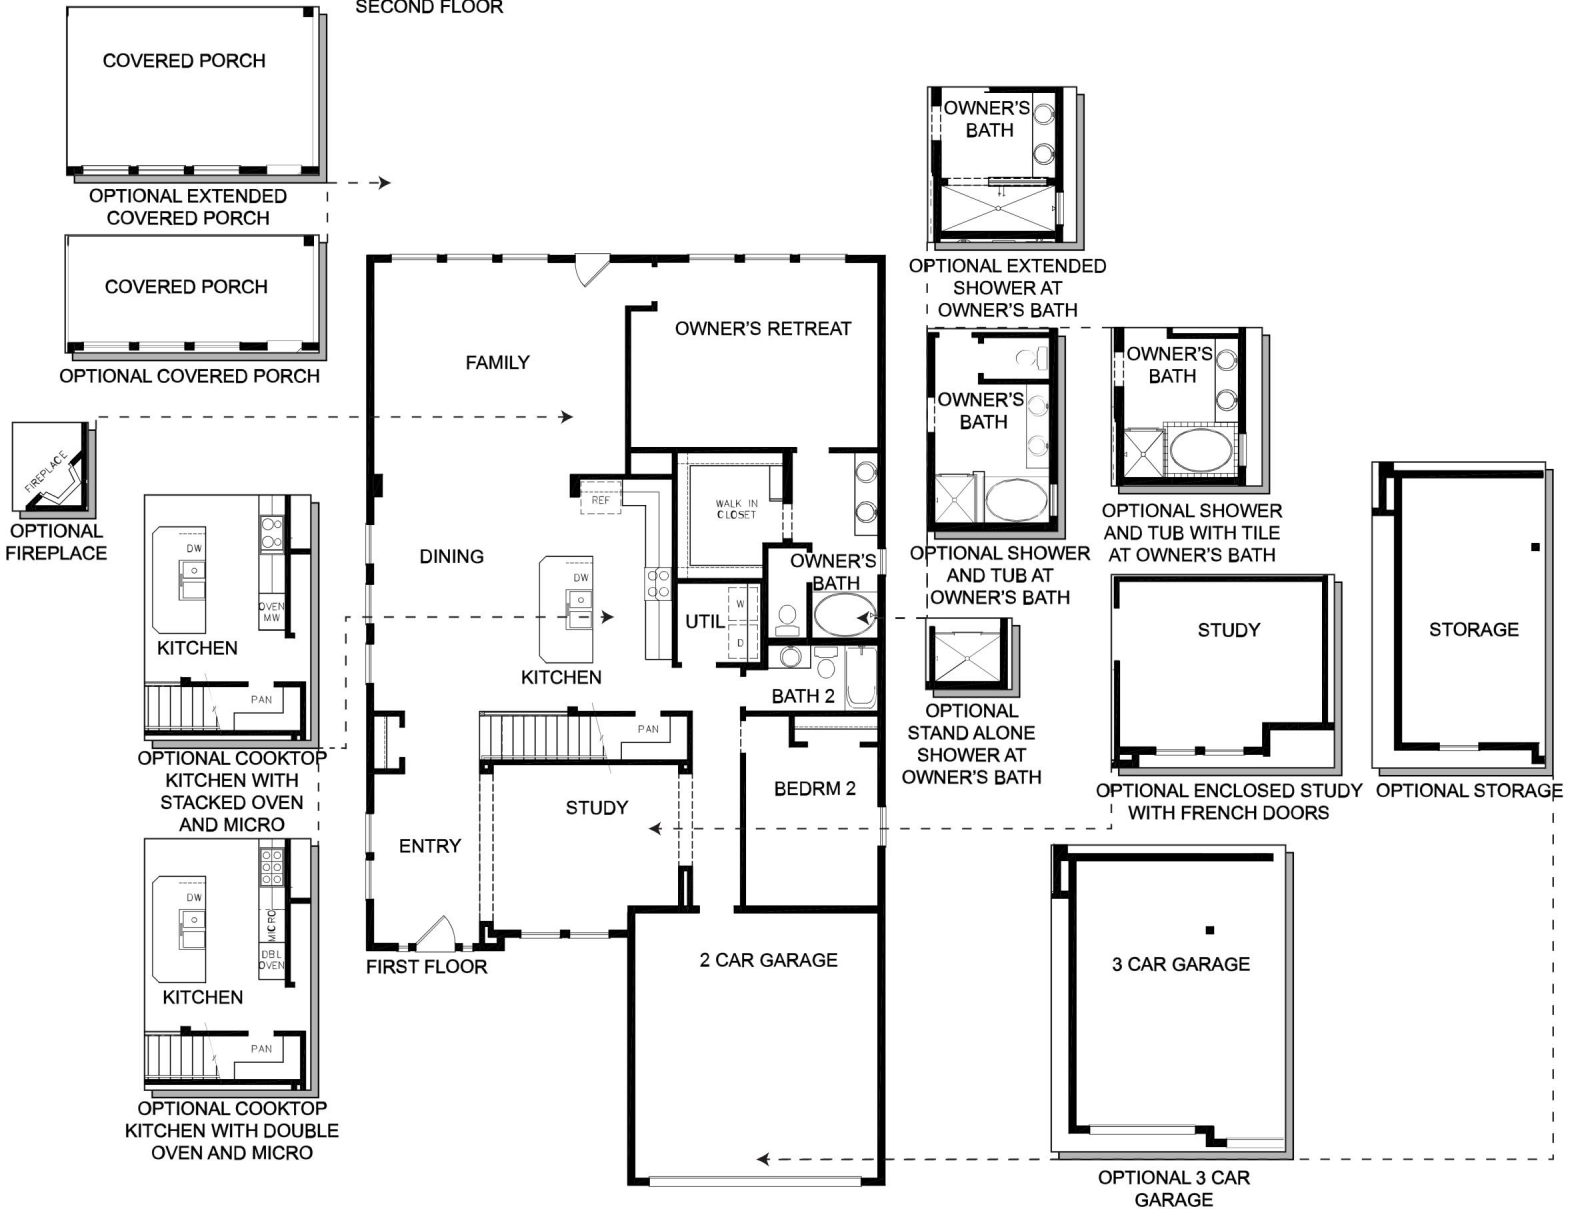 SECOND FLOOR
COVERED PORCH
OPTIONAL EXTENDED
COVERED PORCH
COVERED PORCH
OPTIONAL COVERED PORCH
FIREPLACE
OPTIONAL
FIREPLACE
DW
OVEN
MW
KITCHEN
PAN
OPTIONAL COOKTOP
KITCHEN WITH
STACKED OVEN
AND MICRO
DW
MICRO
DBL
OVEN
KITCHEN
PAN
OPTIONAL COOKTOP
KITCHEN WITH DOUBLE
OVEN AND MICRO
FAMILY
OWNER'S RETREAT
REF
WALK IN
CLOSET
DINING
DW
OWNER'S
BATH
W
UTIL
D
KITCHEN
BATH 2
PAN
BEDRM 2
STUDY
ENTRY
FIRST FLOOR
2 CAR GARAGE
OWNER'S
BATH
OPTIONAL EXTENDED
SHOWER AT
OWNER'S BATH
OWNER'S
BATH
OPTIONAL SHOWER
AND TUB AT
OWNER'S BATH
OWNER'S
BATH
OPTIONAL SHOWER
AND TUB WITH TILE
AT OWNER'S BATH
OPTIONAL
STAND ALONE
SHOWER AT
OWNER'S BATH
STUDY
OPTIONAL ENCLOSED STUDY
WITH FRENCH DOORS
STORAGE
OPTIONAL STORAGE
3 CAR GARAGE
OPTIONAL 3 CAR
GARAGE